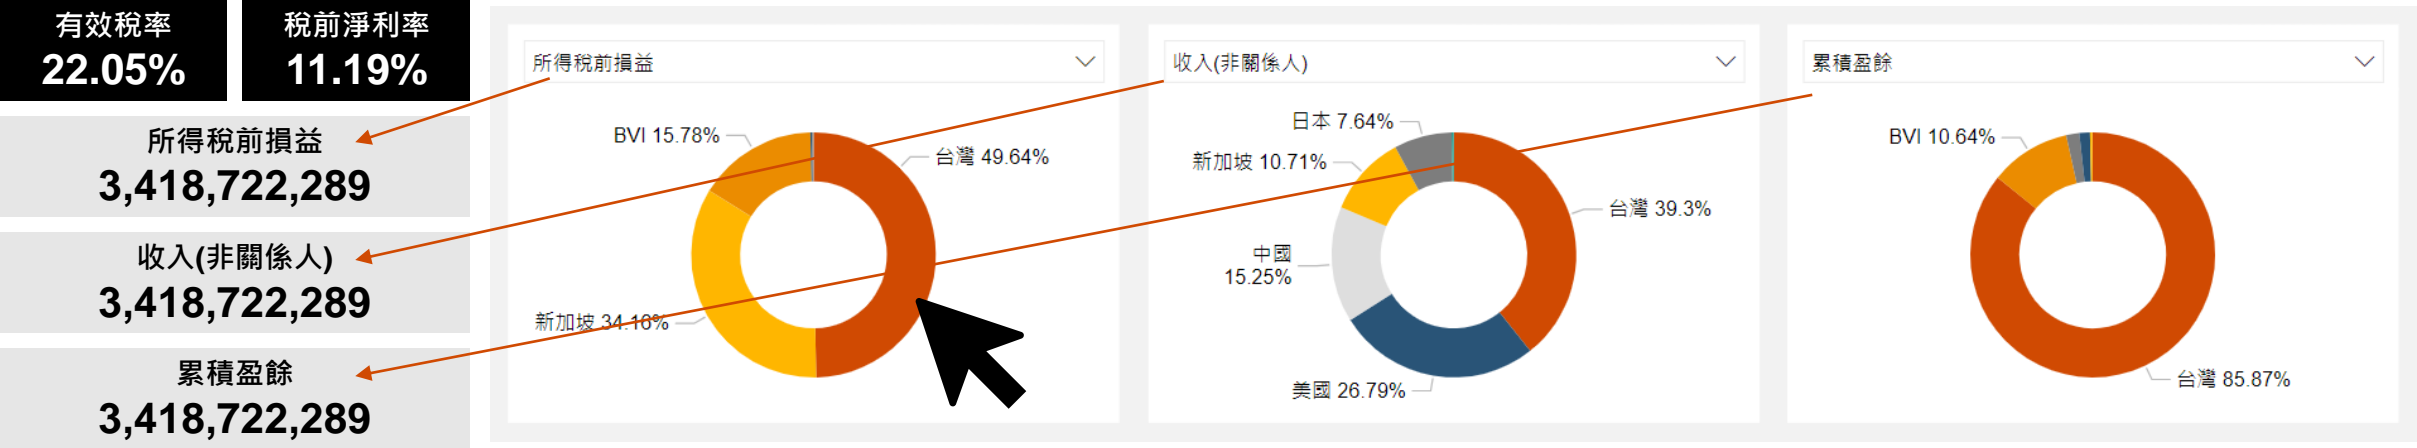 有效稅率
22.05%
稅前淨利率
11.19%
所得稅前損益
3,418,722,289
收入(非關係人)
3,418,722,289
累積盈餘
3,418,722,289
所得稅前損益
BVI 15.78%
台灣 49.64%
新加坡 34.16%
收入(非關係人)
日本 7.64%
新加坡 10.71%
台灣 39.3%
中國
15.25%
美國 26.79%
累積盈餘
BVI 10.64%
台灣 85.87%